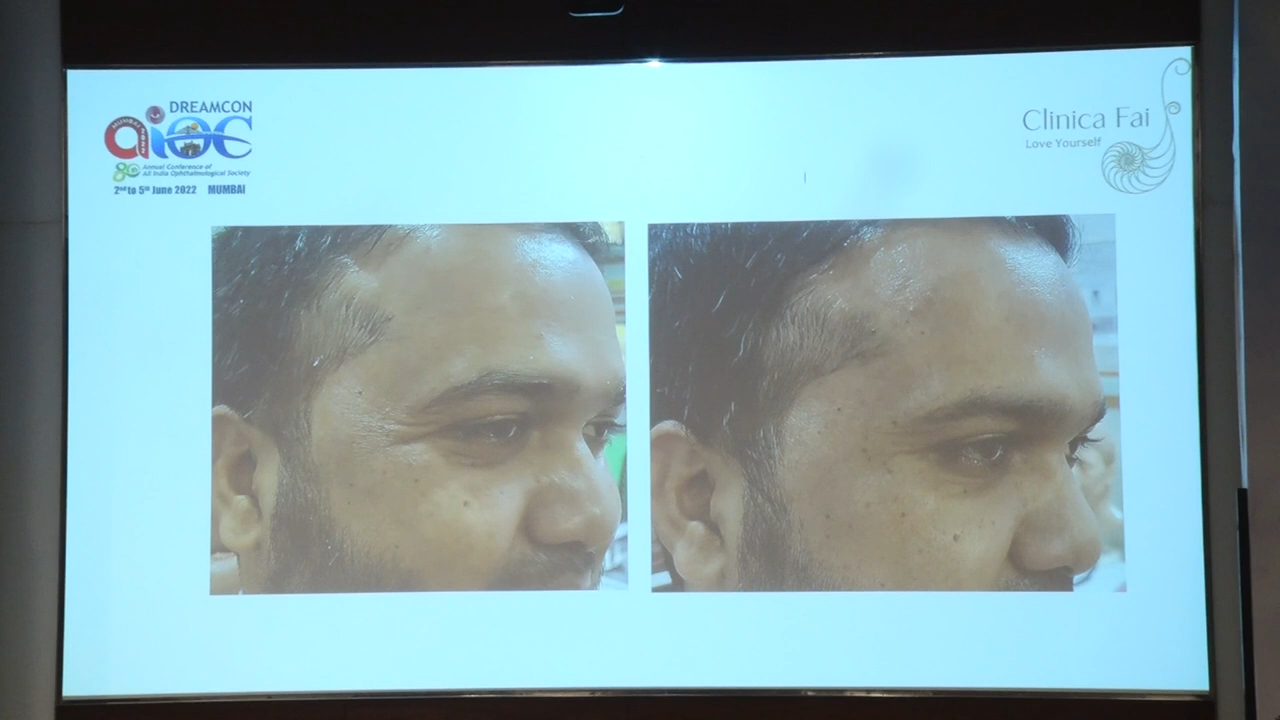 DREAMCON
MUMBAI
aioc
80 Annual Conference of
All India Ophthalmological Society
2nd to 5th June 2022 MUMBAI
Clinica Fai
Love Yourself